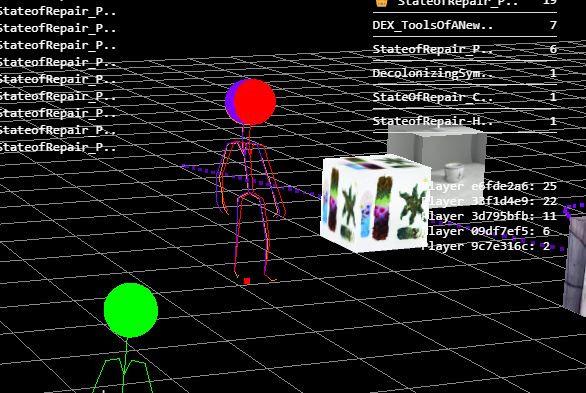 StateofRepair_P..
StateofRepair_P..
StateofRepair_P..
StateofRepair_P..
StateofRepair_P..
StateofRepair_P..
StateofRepair_P..
StateofRepair_P..
StateofRepair_P..
StateofRepair_P.. 19
DEX_ToolsOfANew.. 7
StateofRepair_P.. 6
DecolonizingSym.. 1
StateOfRepair_C.. 1
StateofRepair-H.. 1
Player e6fde2a6: 25
Player 33f1d4e9: 22
Player 3d795bfb: 11
Player 09df7ef5: 6
Player 9c7e316c: 2